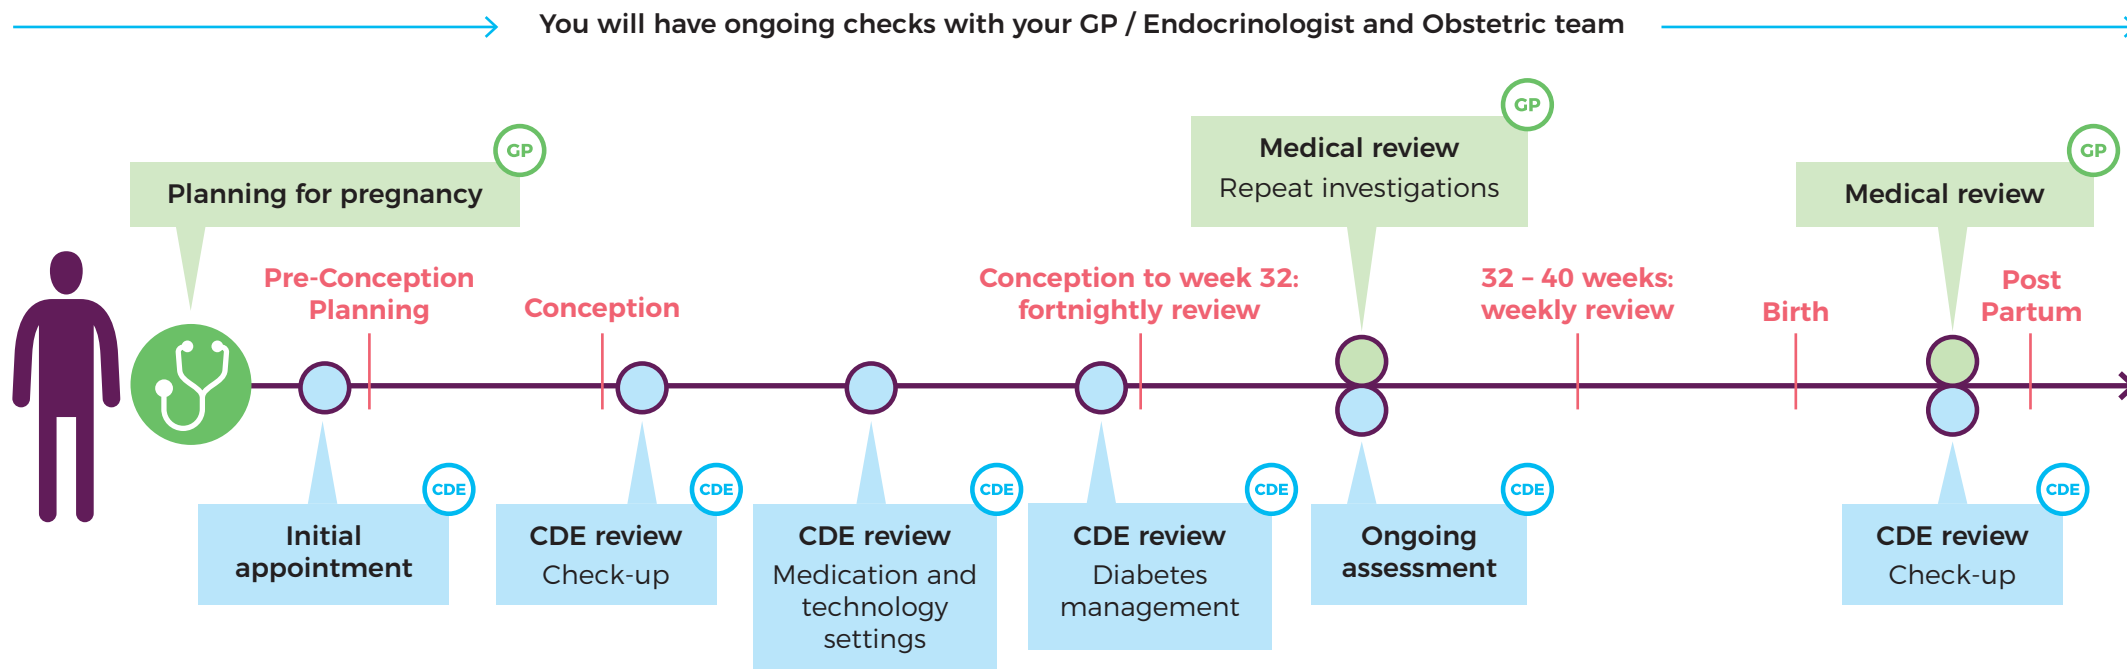 You will have ongoing checks with your GP / Endocrinologist and Obstetric team
GP
Planning for pregnancy
GP
Medical review
Repeat investigations
GP
Medical review
Pre-Conception
Planning
Conception
Conception to week 32:
fortnightly review
32 – 40 weeks:
weekly review
Birth
Post
Partum
CDE
Initial
appointment
CDE
CDE review
Check-up
CDE
CDE review
Medication and
technology
settings
CDE
CDE review
Diabetes
management
CDE
Ongoing
assessment
CDE
CDE review
Check-up